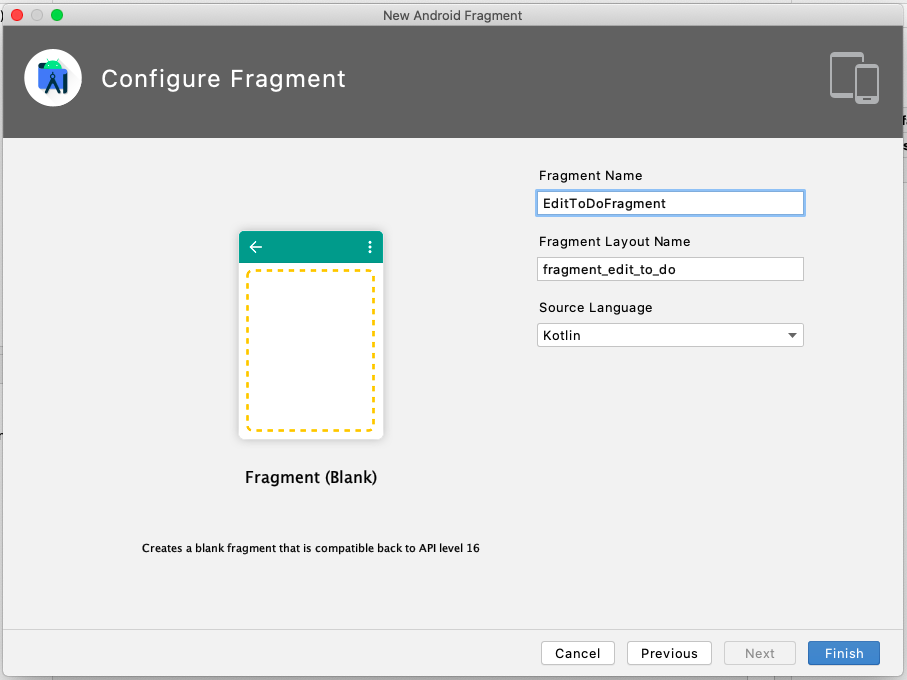 New Android Fragment
Configure Fragment
Fragment Name
EditToDoFragment
Fragment Layout Name
fragment_edit_to_do
Source Language
Kotlin
Fragment (Blank)
Creates a blank fragment that is compatible back to API level 16
Cancel
Previous
Next
Finish